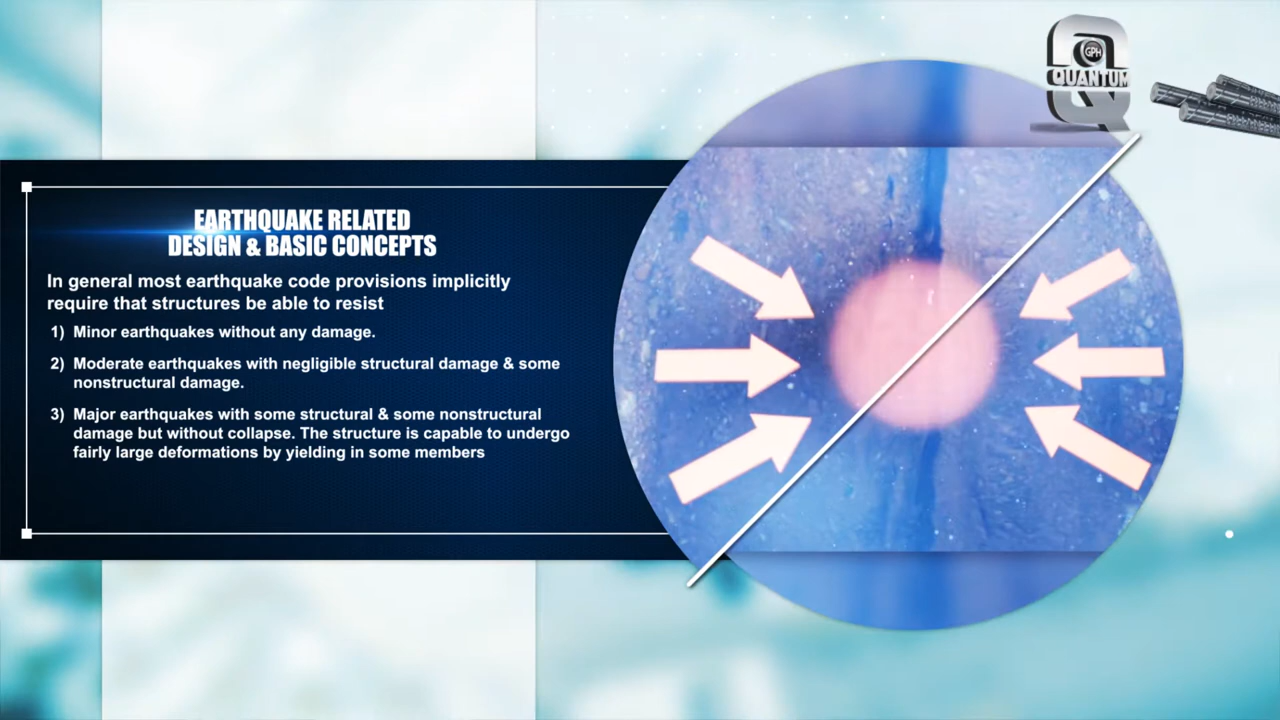 GPH
QUANTUM
EARTHQUAKE RELATED
DESIGN & BASIC CONCEPTS
In general most earthquake code provisions implicitly
require that structures be able to resist
1) Minor earthquakes without any damage.
2) Moderate earthquakes with negligible structural damage & some
nonstructural damage.
3) Major earthquakes with some structural & some nonstructural
damage but without collapse. The structure is capable to undergo
fairly large deformations by yielding in some members